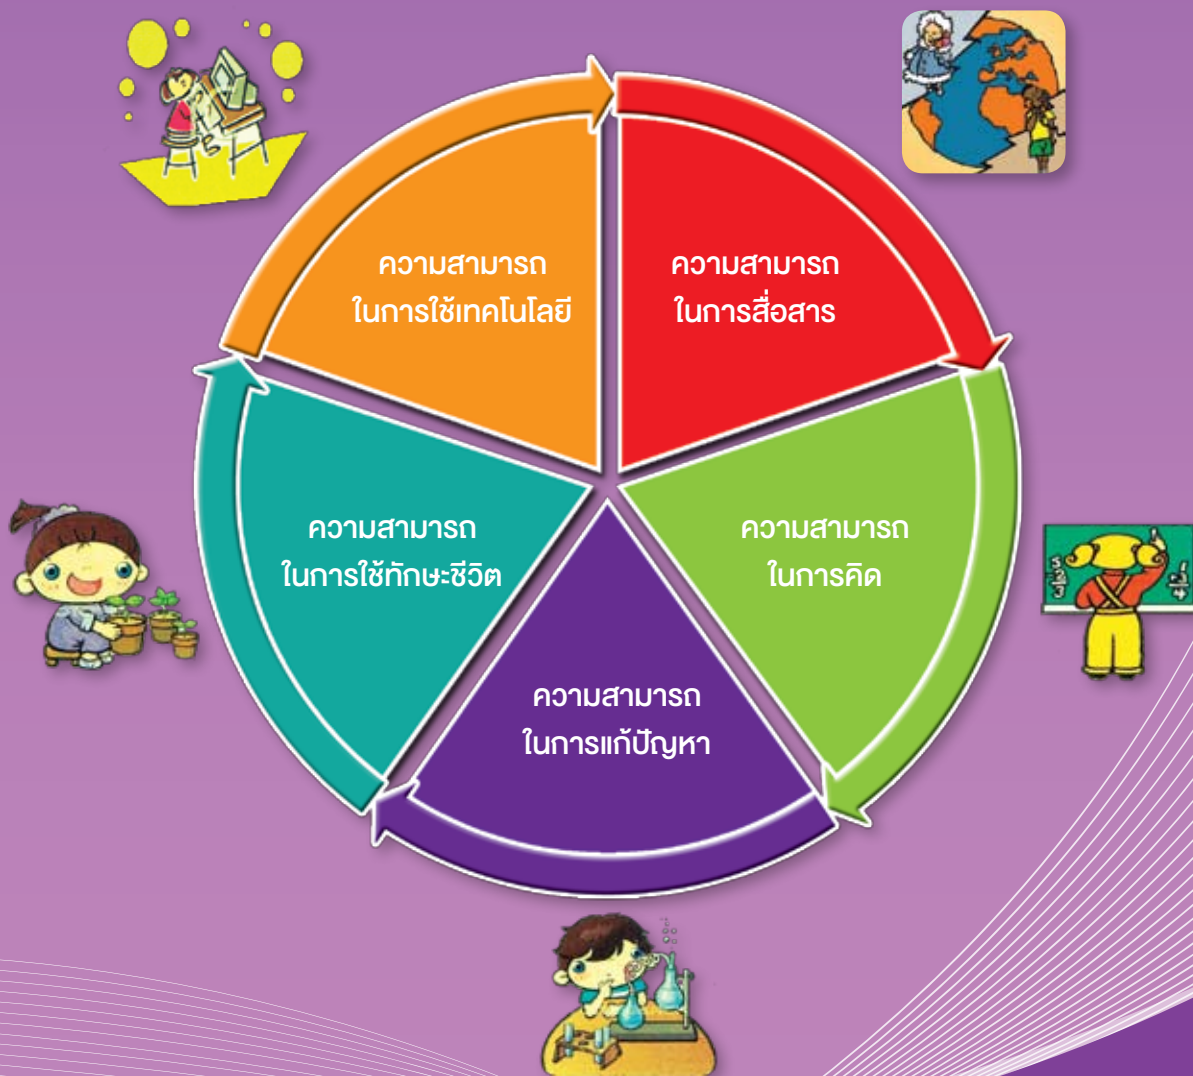 ความสามารถ
ในการใช้เทคโนโลยี
ความสามารถ
ในการสื่อสาร
ความสามารถ
ในการใช้ทักษะชีวิต
ความสามารถ
ในการคิด
ความสามารถ
ในการแก้ปัญหา